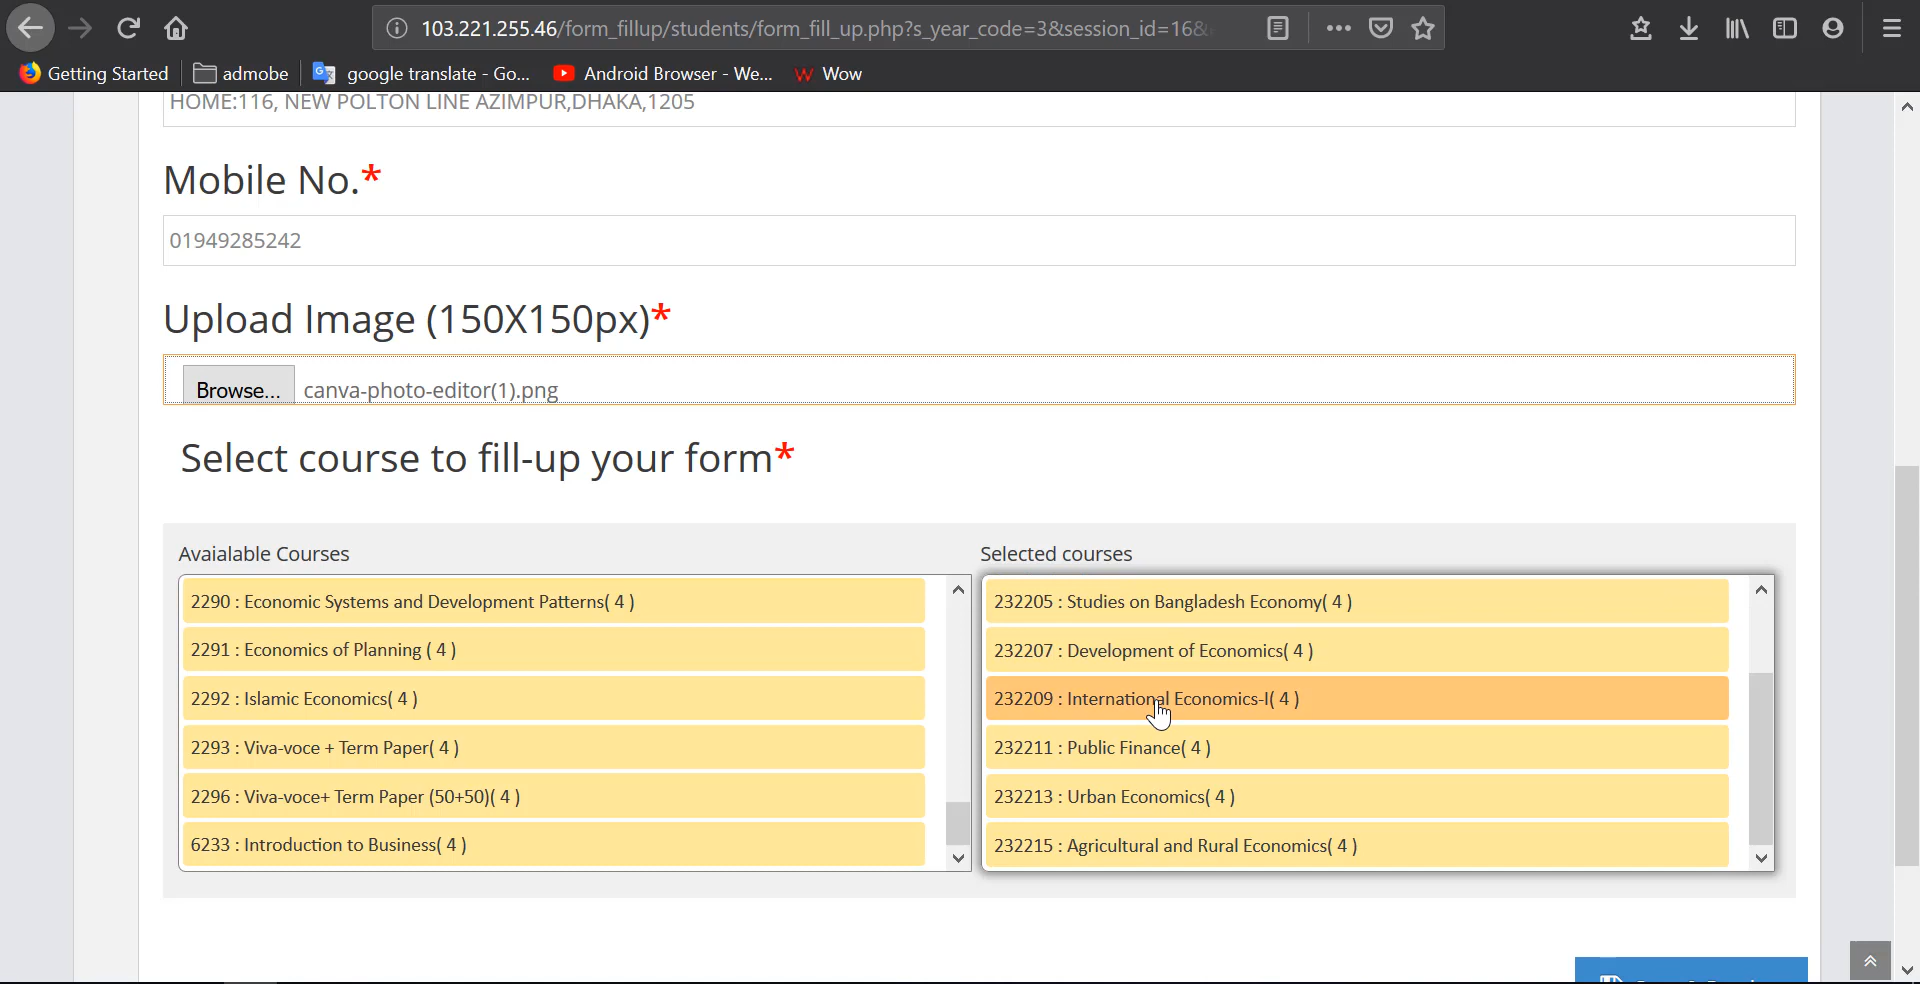 103.221.255.46/form_fillup/students/form_fill_up.php?s_year_code=3&session_id=16&
Getting Started admobe google translate - Go... Android Browser - We... Wow
HOME:116, NEW POLTON LINE AZIMPUR,DHAKA,1205
Mobile No.*
01949285242
Upload Image (150X150px)*
Browse... canva-photo-editor(1).png
Select course to fill-up your form*
Avaialable Courses
Selected courses
2290 : Economic Systems and Development Patterns( 4 )
2291 : Economics of Planning ( 4 )
2292 : Islamic Economics( 4 )
2293 : Viva-voce + Term Paper( 4 )
2296 : Viva-voce+ Term Paper (50+50)( 4 )
6233 : Introduction to Business( 4 )
232205 : Studies on Bangladesh Economy( 4 )
232207 : Development of Economics( 4 )
232209 : International Economics-I( 4 )
232211 : Public Finance( 4 )
232213 : Urban Economics( 4 )
232215 : Agricultural and Rural Economics( 4 )